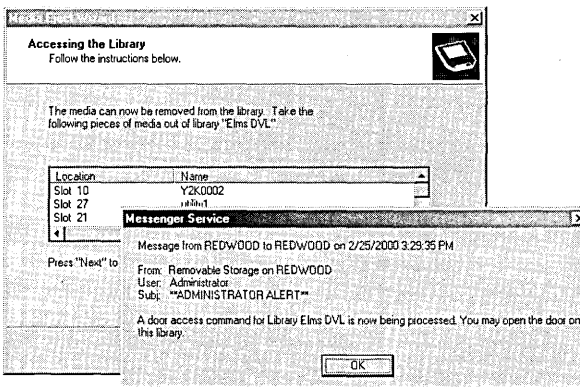 Accessing the Library
Follow the instructions below.
The media can now be removed from the library. Take the
following pieces of media out of library "Elms DVL"
Location Name
Slot 10 Y2K0002
Slot 27
Slot 21
Press "Next" to
Messenger Service
Message from REDWOOD to REDWOOD on 2/25/2000 3:29:35 PM
From: Removable Storage on REDWOOD
User: Administrator
Subj: **ADMINISTRATOR ALERT**
A door access command for Library Elms DVL is now being processed. You may open the door on
this library.
OK